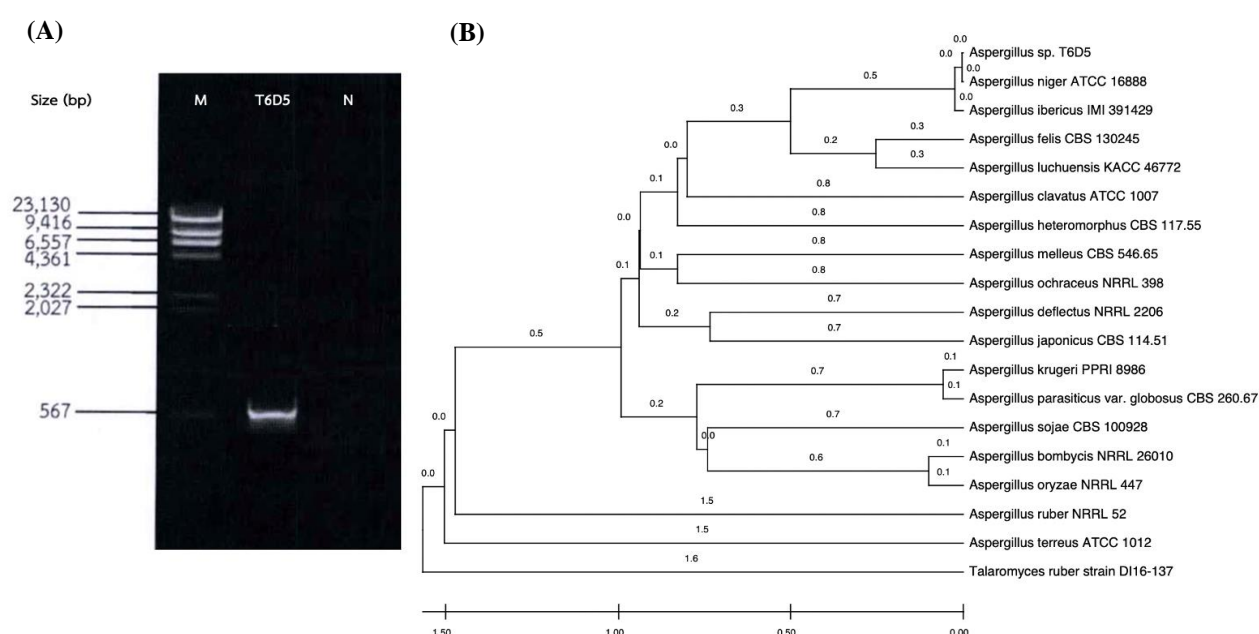 (A)
Size (bp)
M
T6D5
N
23,130
9,416
6,557
4,361
2,322
2,027
567
(B)
0.0
0.0
Aspergillus sp. T6D5
0.0
0.5
Aspergillus niger ATCC 16888
0.0
Aspergillus ibericus IMI 391429
0.3
0.3
Aspergillus felis CBS 130245
0.2
0.3
Aspergillus luchuensis KACC 46772
0.0
0.1
0.8
Aspergillus clavatus ATCC 1007
0.8
Aspergillus heteromorphus CBS 117.55
0.0
0.8
Aspergillus melleus CBS 546.65
0.1
0.1
0.8
Aspergillus ochraceus NRRL 398
0.7
Aspergillus deflectus NRRL 2206
0.2
0.7
Aspergillus japonicus CBS 114.51
0.5
0.1
Aspergillus krugeri PPRI 8986
0.7
0.1
Aspergillus parasiticus var. globosus CBS 260.67
0.2
0.7
Aspergillus sojae CBS 100928
0.0
0.0
0.1
Aspergillus bombycis NRRL 26010
0.6
0.1
Aspergillus oryzae NRRL 447
0.0
1.5
Aspergillus ruber NRRL 52
1.5
Aspergillus terreus ATCC 1012
1.6
Talaromyces ruber strain DI16-137
1.50
1.00
0.50
0.00